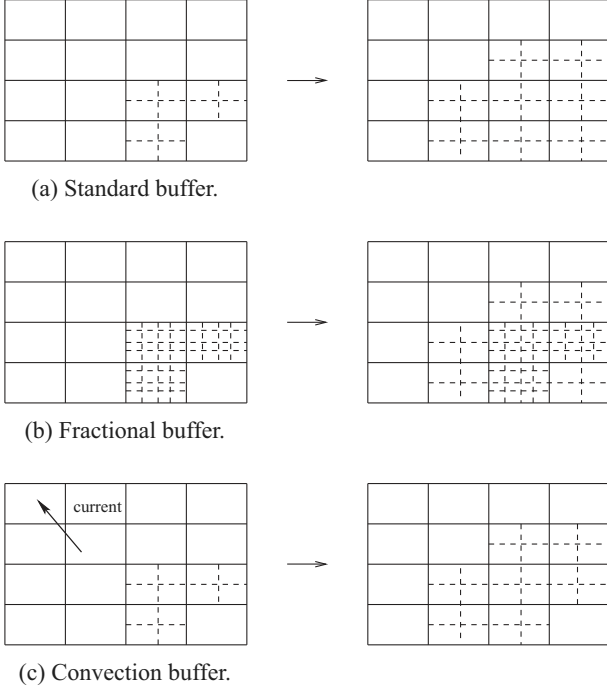 (a) Standard buffer.
(b) Fractional buffer.
current
(c) Convection buffer.